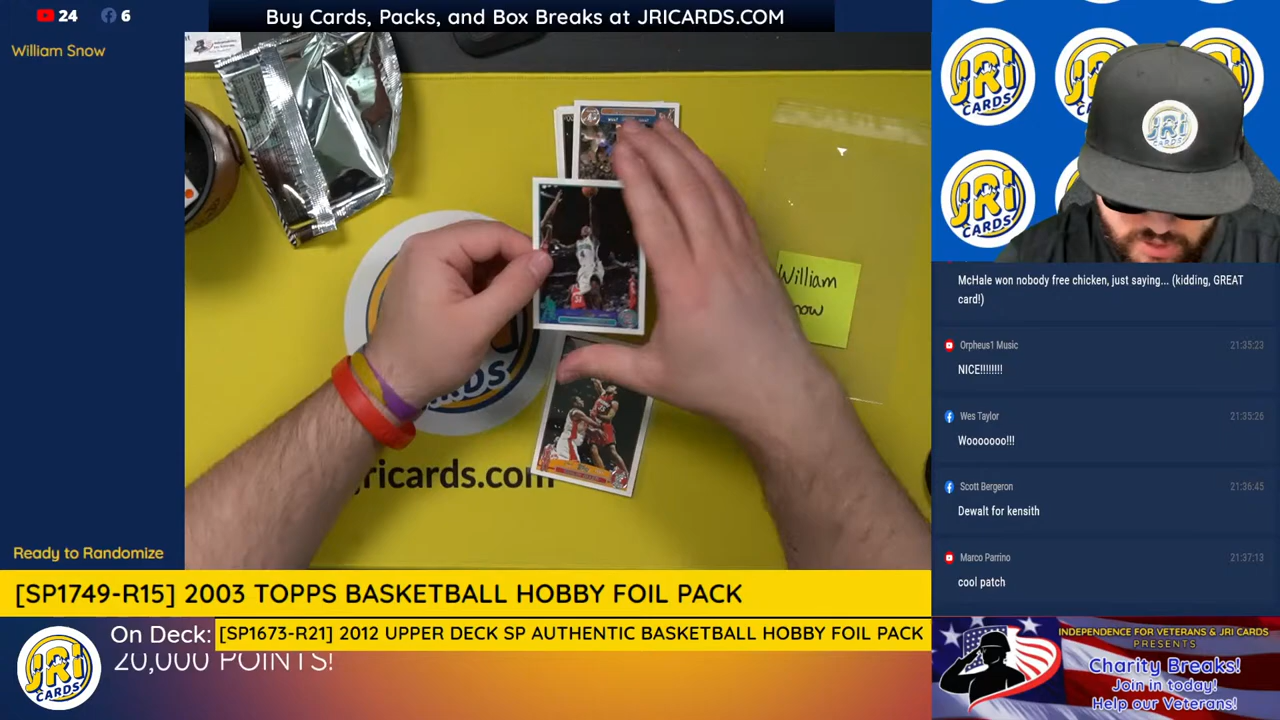 24
6
Buy Cards, Packs, and Box Breaks at JRICARDS.COM
William Snow
JRI
CARDS
JRI
CARDS
JRI
William
now
McHale won nobody free chicken, just saying... (kidding, GREAT
card!)
Orpheus1 Music
21:35:23
NICE!!!!!!!!
Wes Taylor
21:35:26
Wooooooo!!!
Scott Bergeron
21:36:45
Dewalt for kensith
Marco Parrino
21:37:13
cool patch
jricards.com
Ready to Randomize
[SP1749-R15] 2003 TOPPS BASKETBALL HOBBY FOIL PACK
On Deck:
[SP1673-R21] 2012 UPPER DECK SP AUTHENTIC BASKETBALL HOBBY FOIL PACK
20,000 POINTS!
JRI
CARDS
INDEPENDENCE FOR VETERANS & JRI CARDS
PRESENTS
Charity Breaks!
Join in today!
Help our Veterans!